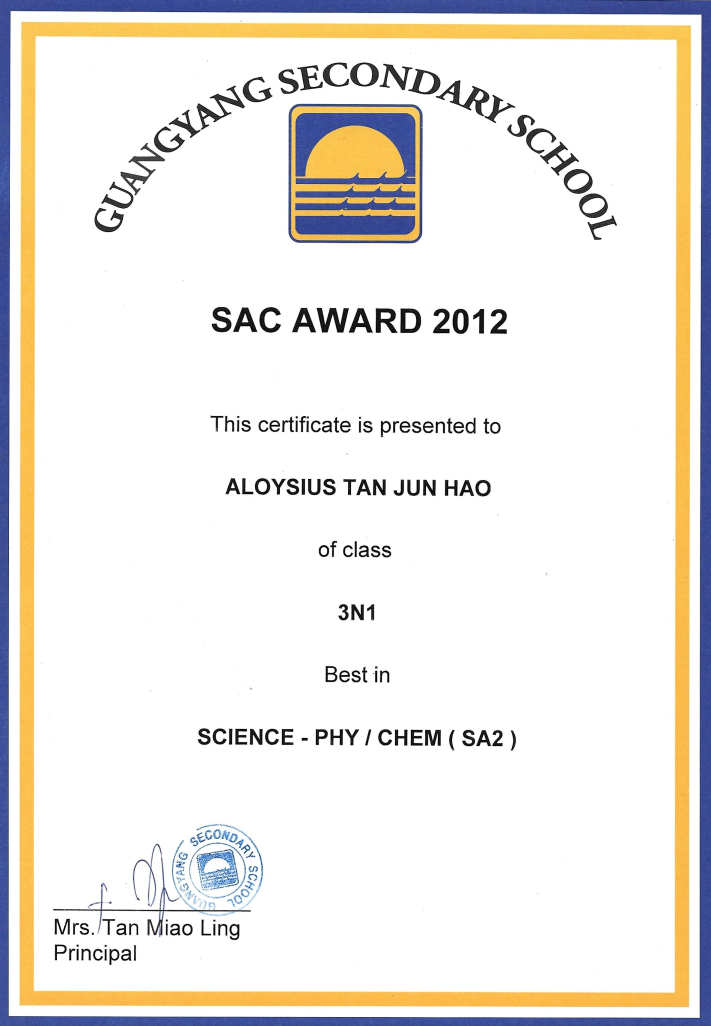 GUANGYANG SECONDARY SCHOOL
SAC AWARD 2012
This certificate is presented to
ALOYSIUS TAN JUN HAO
of class
3N1
Best in
SCIENCE - PHY / CHEM ( SA2 )
GUANGYANG SECONDARY SCHOOL
Mrs. Tan Miao Ling
Principal